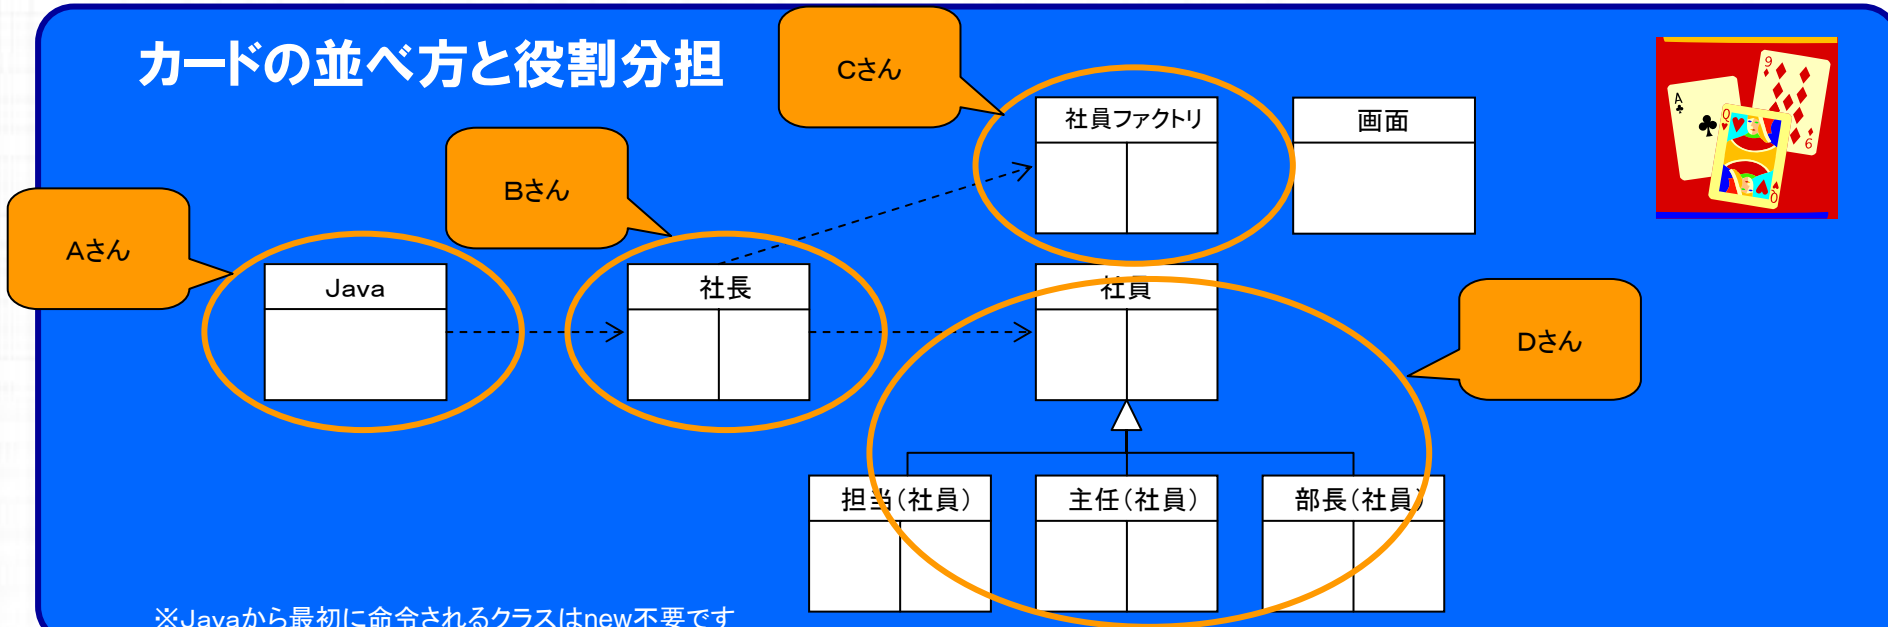 カードの並べ方と役割分担
Cさん
社員ファクトリ
画面
Bさん
Aさん
Java
社長
社員
Dさん
担当(社員)
主任(社員)
部長(社員)
※Javaから最初に命令されるクラスはnew不要です
A
9
6
Q
Q